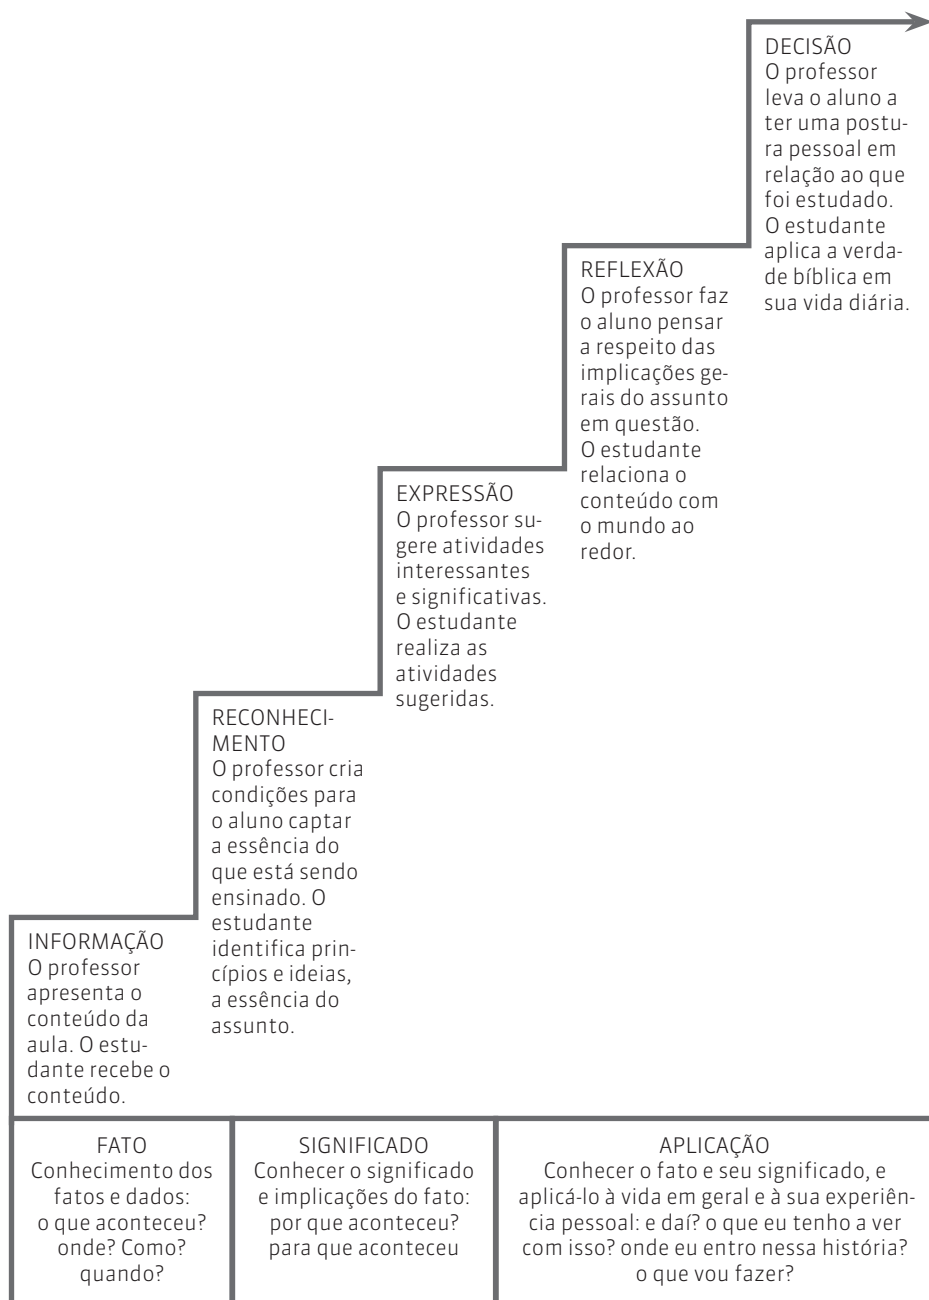 DECISÃO
O professor
leva o aluno a
ter uma postu-
ra pessoal em
relação ao que
foi estudado.
O estudante
aplica a verda-
de bíblica em
sua vida diária.
REFLEXÃO
O professor faz
o aluno pensar
a respeito das
implicações ge-
rais do assunto
em questão.
O estudante
relaciona o
conteúdo com
o mundo ao
redor.
EXPRESSÃO
O professor su-
gere atividades
interessantes
e significativas.
O estudante
realiza as
atividades
sugeridas.
RECONHECI-
MENTO
O professor cria
condições para
o aluno captar
a essência do
que está sendo
ensinado. O
estudante
identifica prin-
cípios e ideias,
a essência do
assunto.
INFORMAÇÃO
O professor
apresenta o
conteúdo da
aula. O estu-
dante recebe o
conteúdo.
FATO
Conhecimento dos
fatos e dados:
o que aconteceu?
onde? Como?
quando?
SIGNIFICADO
Conhecer o significado
e implicações do fato:
por que aconteceu?
para que aconteceu
APLICAÇÃO
Conhecer o fato e seu significado, e
aplicá-lo à vida em geral e à sua experiên-
cia pessoal: e daí? o que eu tenho a ver
com isso? onde eu entro nessa história?
o que vou fazer?